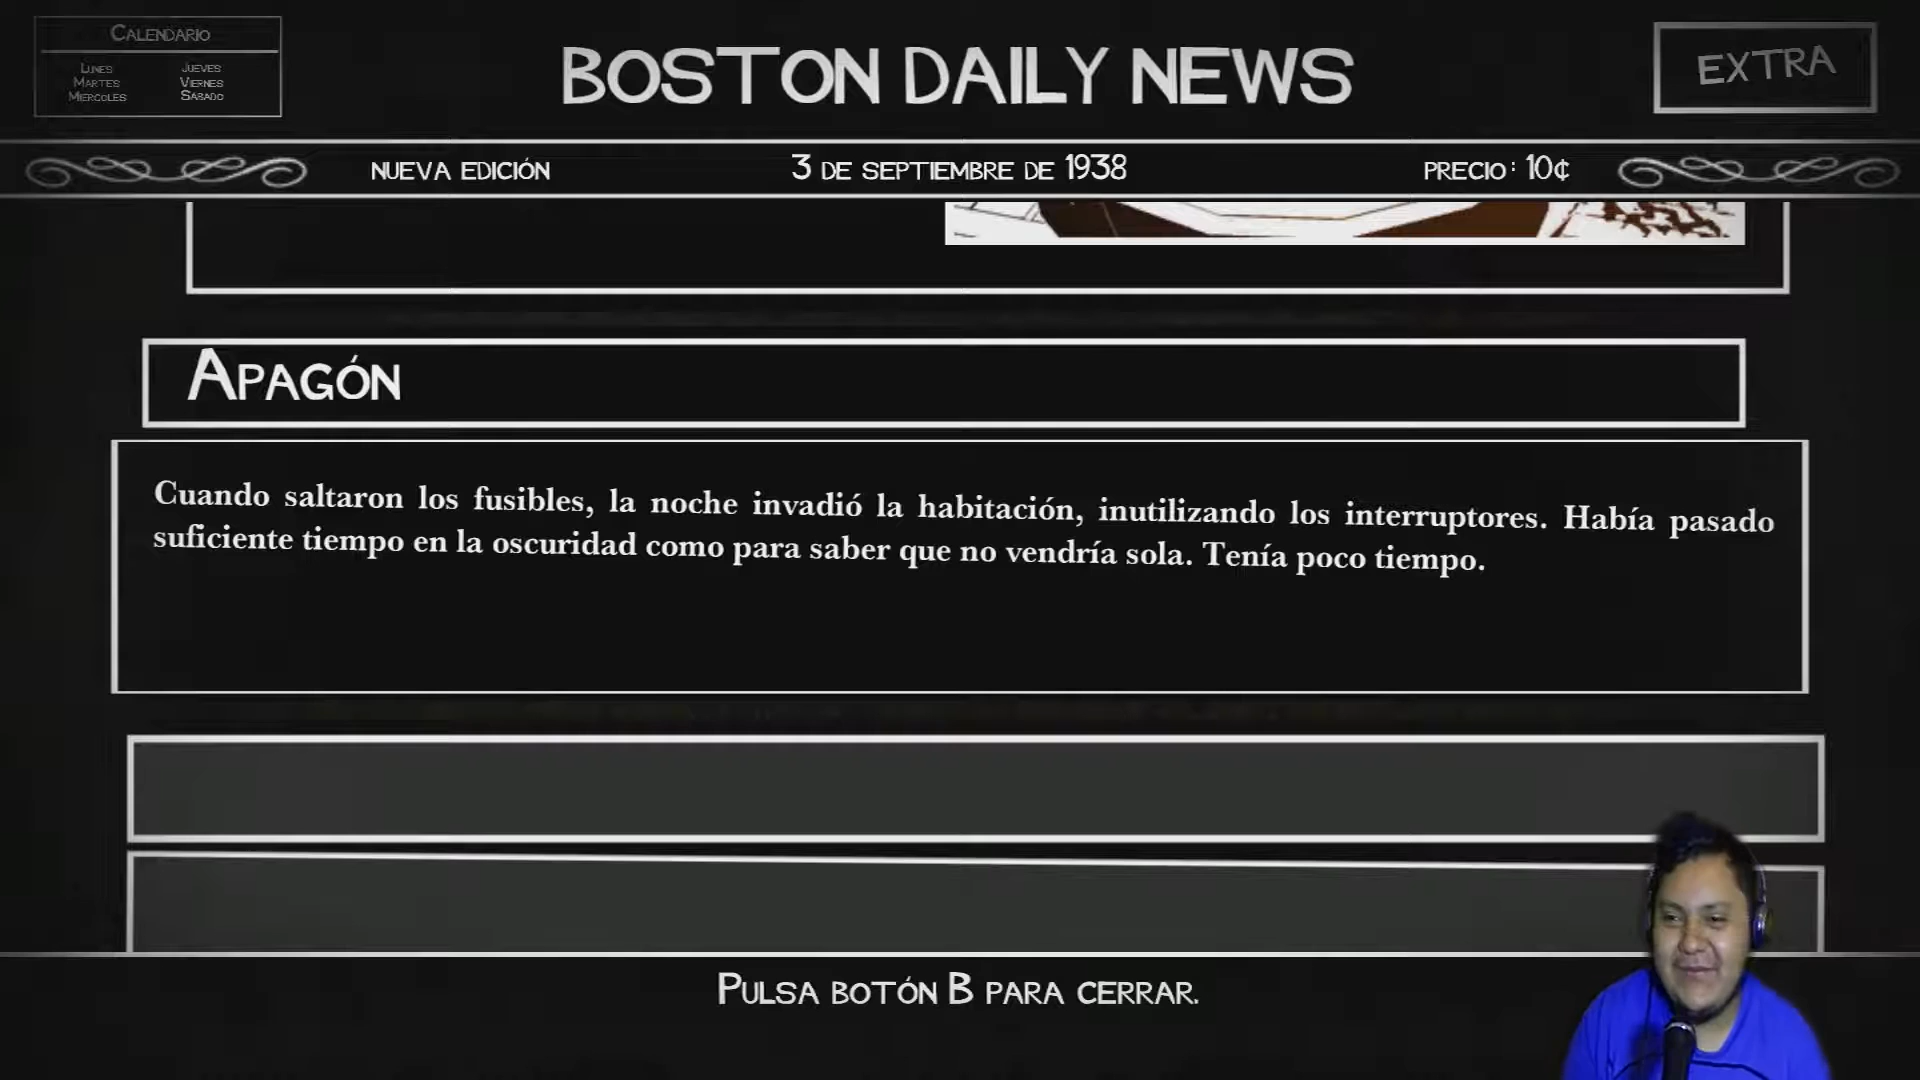 CALENDARIO
LUNES JUEVES
MARTES VIERNES
MIERCOLES SABADO
BOSTON DAILY NEWS
EXTRA
NUEVA EDICIÓN 3 DE SEPTIEMBRE DE 1938 PRECIO: 10¢
APAGÓN
Cuando saltaron los fusibles, la noche invadió la habitación, inutilizando los interruptores. Había pasado
suficiente tiempo en la oscuridad como para saber que no vendría sola. Tenía poco tiempo.
PULSA BOTÓN B PARA CERRAR.